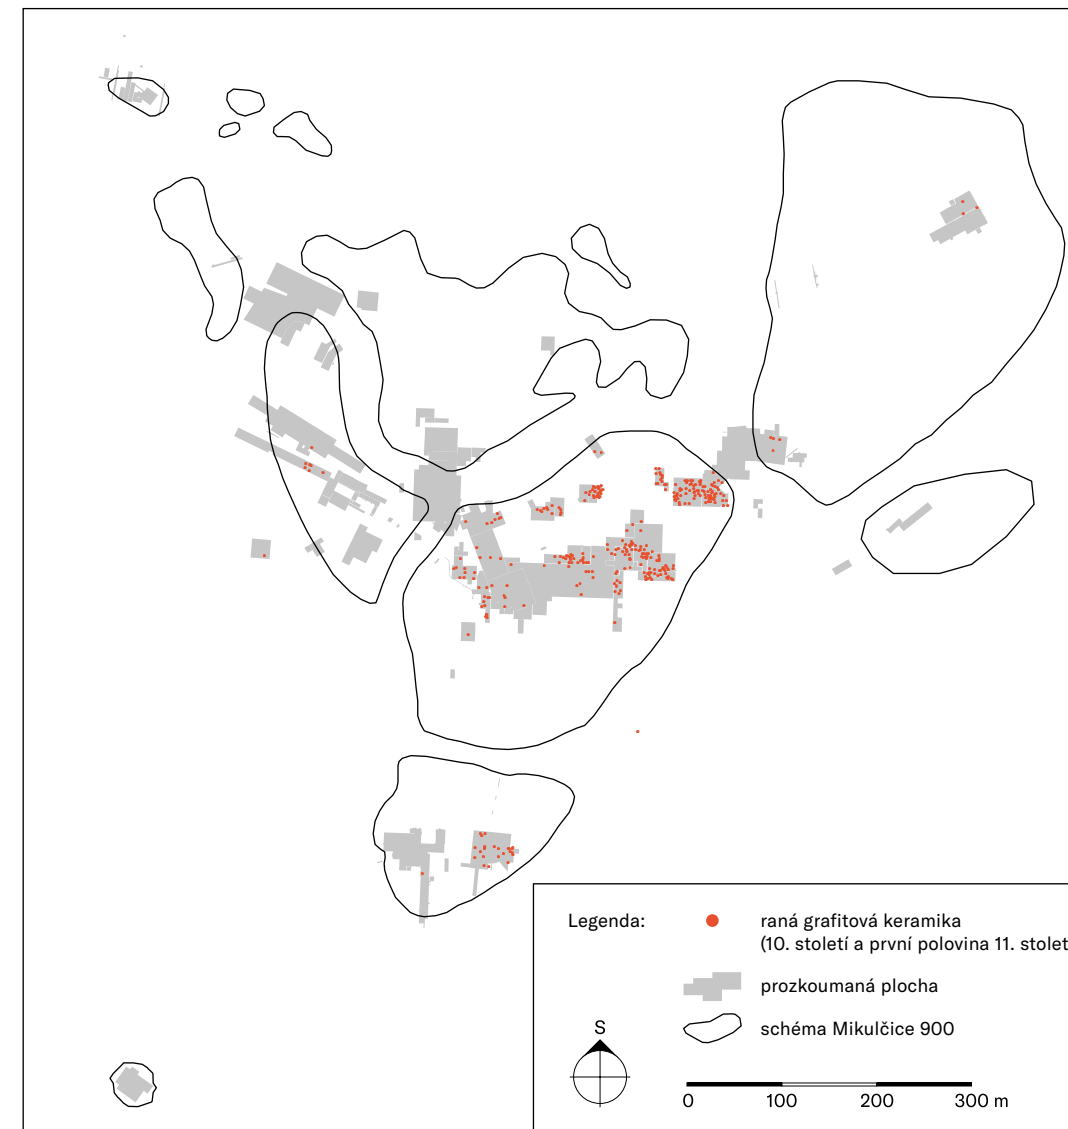 Legenda:
raná grafitová keramika
(10. století a první polovina 11. stolet
prozkoumaná plocha
schéma Mikulčice 900
S
0 100 200 300 m